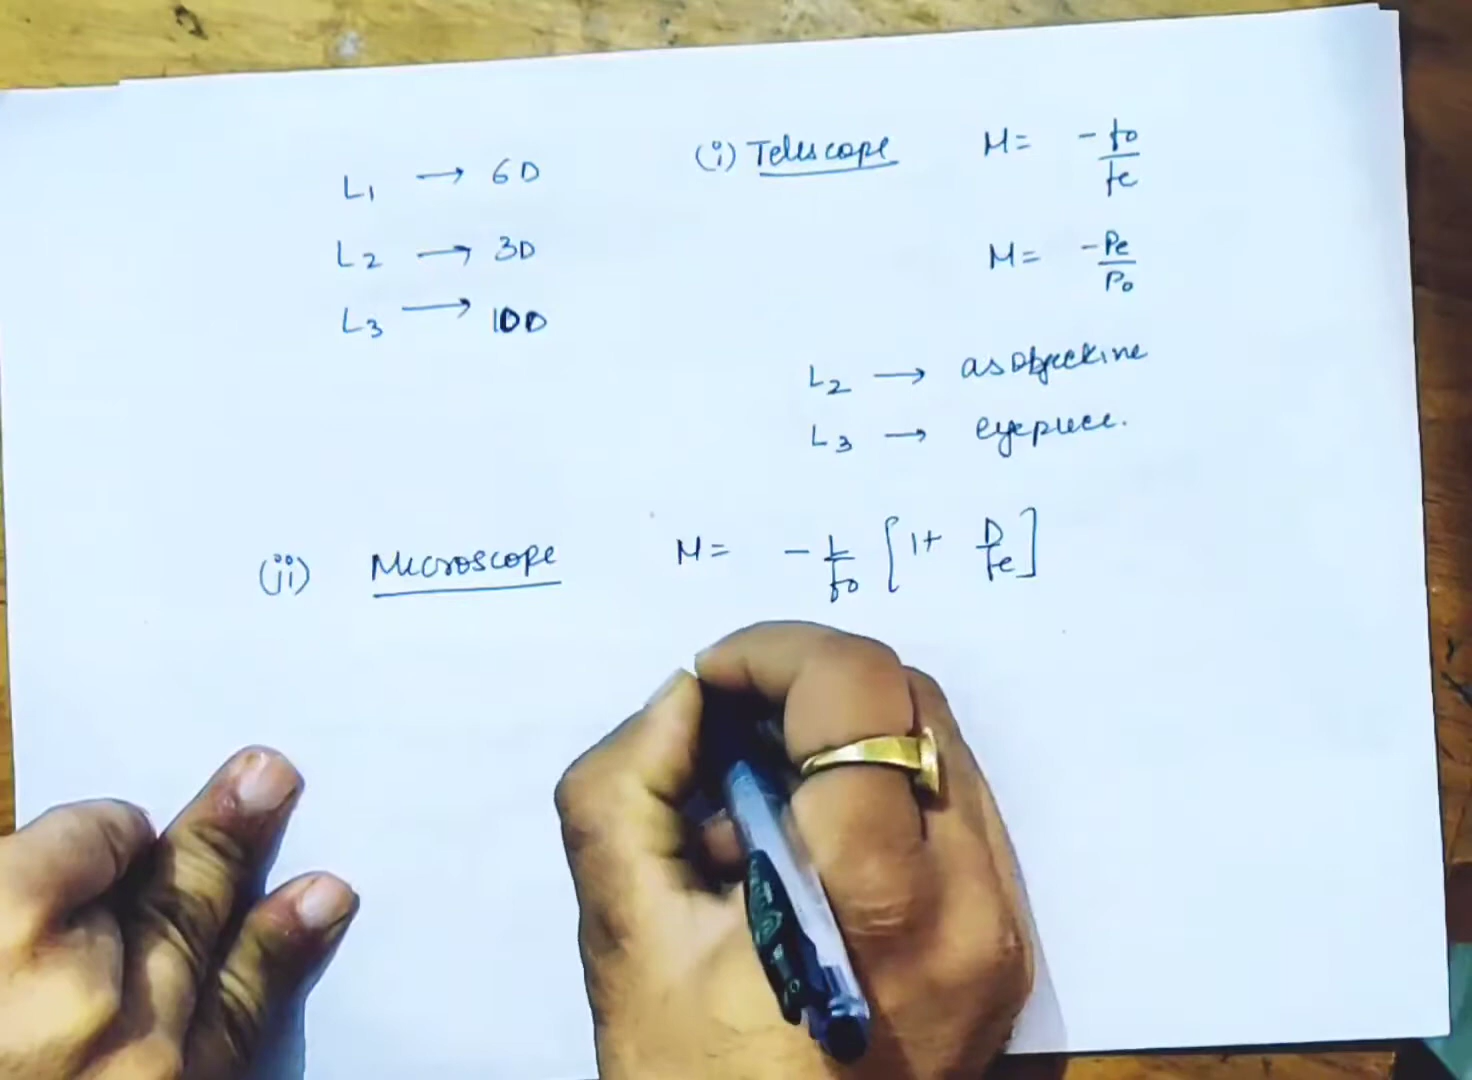 L1 → 6D
L2 → 3D
L3 → 10D
(i) Telescope M = -fo/fe
M = -Pe/Po
L2 → as objective
L3 → eyepiece.
(ii) Microscope M = -L/fo [1+ D/fe]